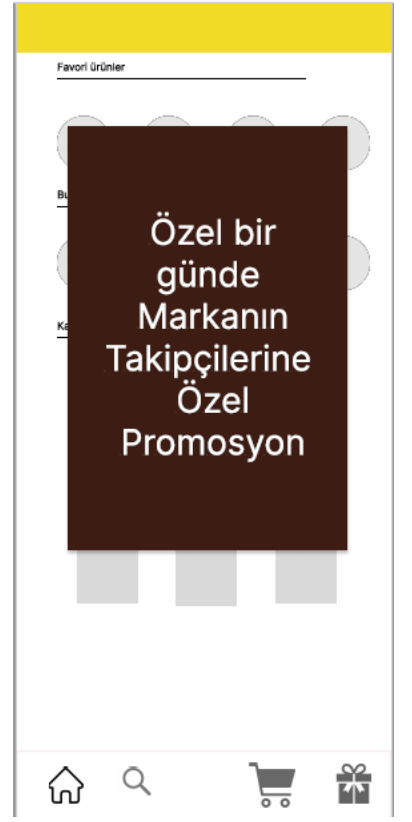 Favori ürünler
Özel bir
günde
Markanın
Takipçilerine
Özel
Promosyon